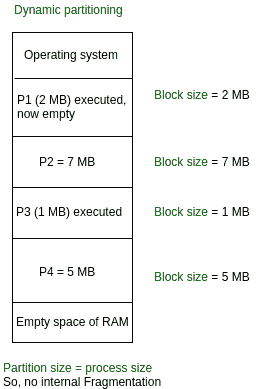 Dynamic partitioning
Operating system
P1 (2 MB) executed,
now empty
Block size = 2 MB
P2 = 7 MB
Block size = 7 MB
P3 (1 MB) executed
Block size = 1 MB
P4 = 5 MB
Block size = 5 MB
Empty space of RAM
Partition size = process size
So, no internal Fragmentation